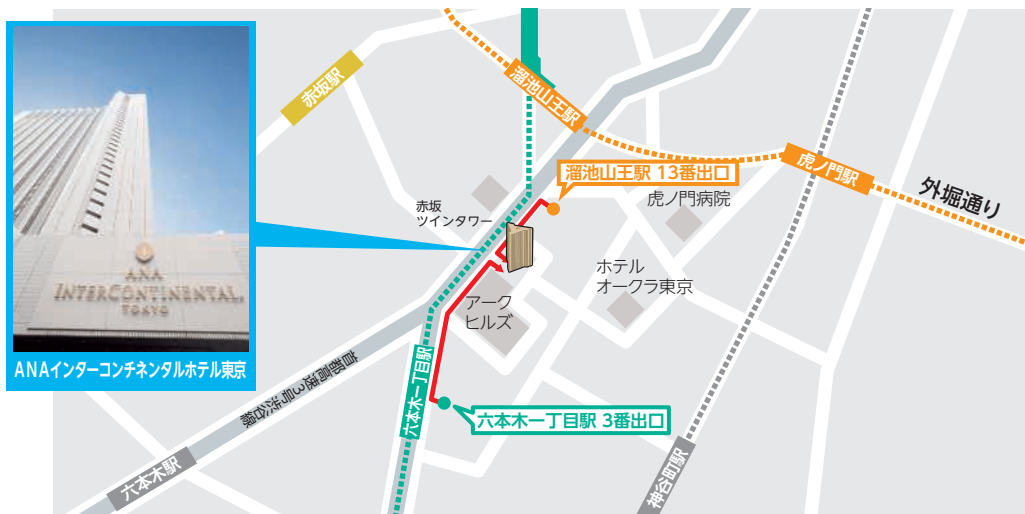 赤坂駅
溜池山王駅
虎ノ門駅
外堀通り
溜池山王駅 13番出口
虎ノ門病院
赤坂
ツインタワー
ホテル
オークラ東京
アーク
ヒルズ
ANA
INTERCONTINENTAL
TOKYO
ANAインターコンチネンタルホテル東京
首都高速3号渋谷線
六本木一丁目駅
六本木一丁目駅 3番出口
六本木駅
神谷町駅